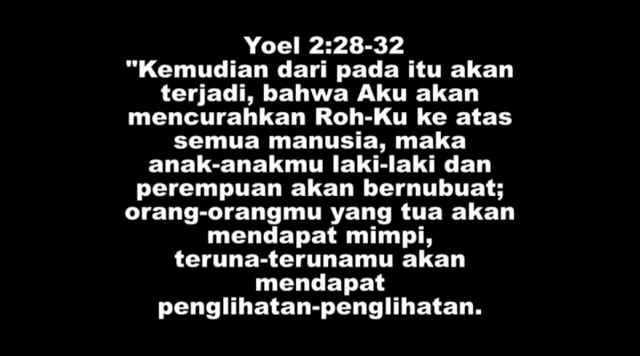 Yoel 2:28-32
"Kemudian dari pada itu akan
terjadi, bahwa Aku akan
mencurahkan Roh-Ku ke atas
semua manusia, maka
anak-anakmu laki-laki dan
perempuan akan bernubuat;
orang-orangmu yang tua akan
mendapat mimpi,
teruna-terunamu akan
mendapat
penglihatan-penglihatan.